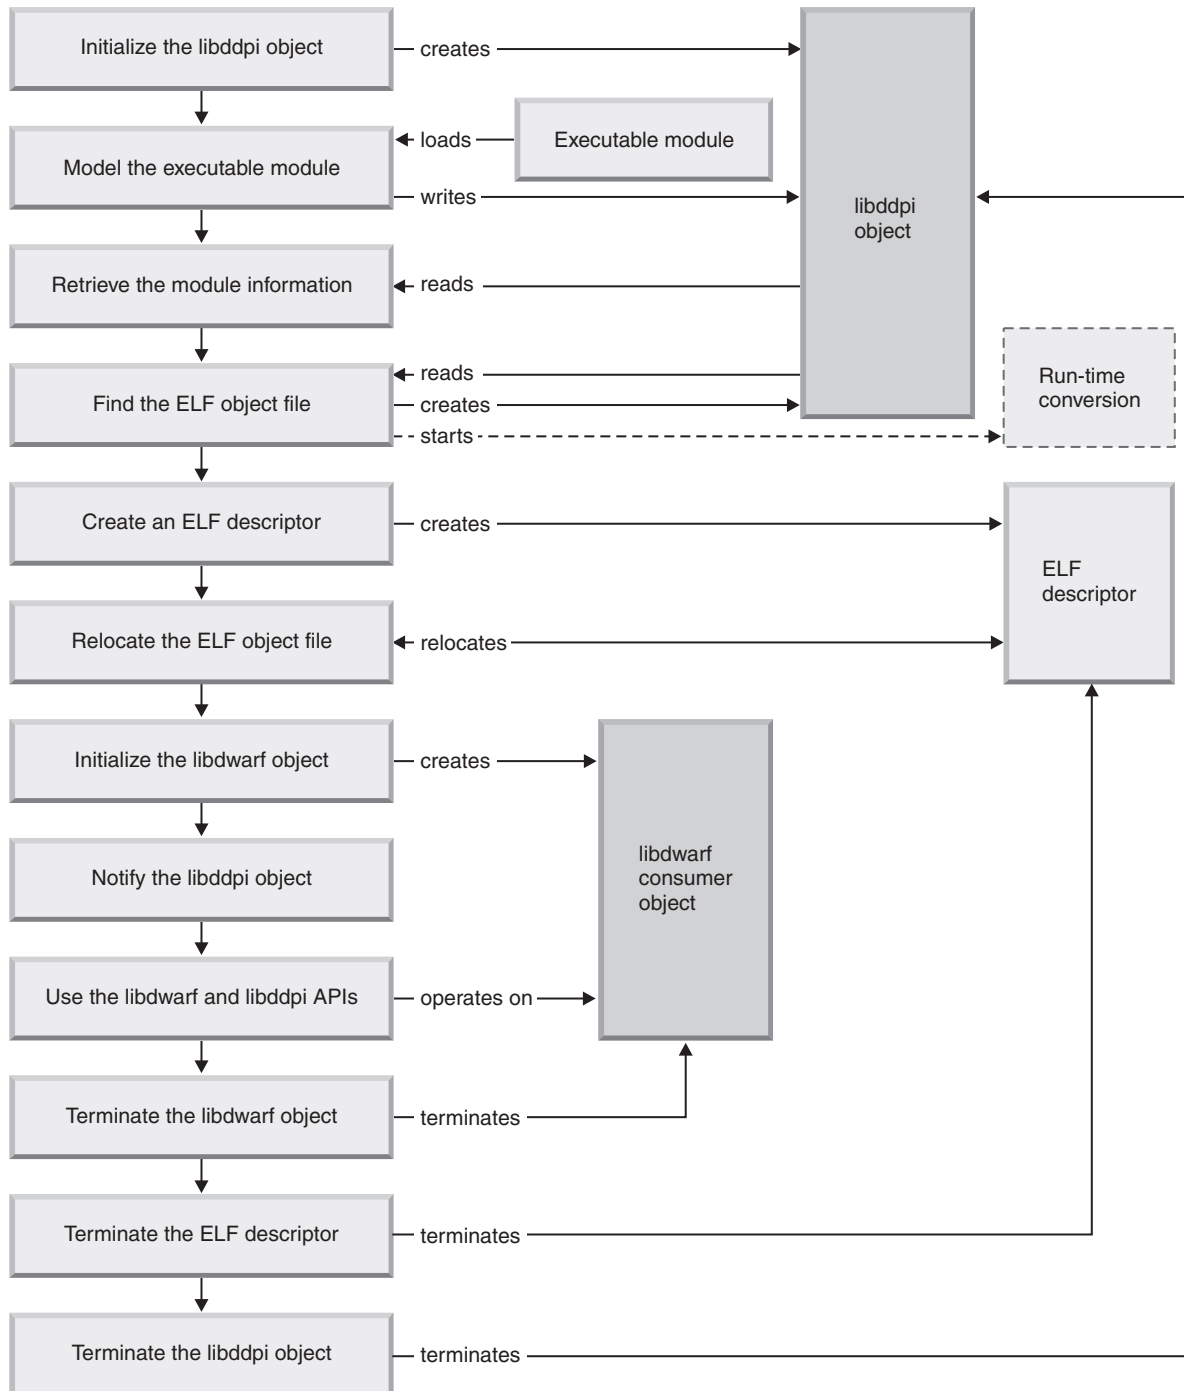 Initialize the libddpi object
creates
libddpi
object
Executable module
loads
Model the executable module
writes
Retrieve the module information
reads
Find the ELF object file
reads
creates
starts
Run-time
conversion
Create an ELF descriptor
creates
ELF
descriptor
Relocate the ELF object file
relocates
Initialize the libdwarf object
creates
libdwarf
consumer
object
Notify the libddpi object
Use the libdwarf and libddpi APIs
operates on
Terminate the libdwarf object
terminates
Terminate the ELF descriptor
terminates
Terminate the libddpi object
terminates